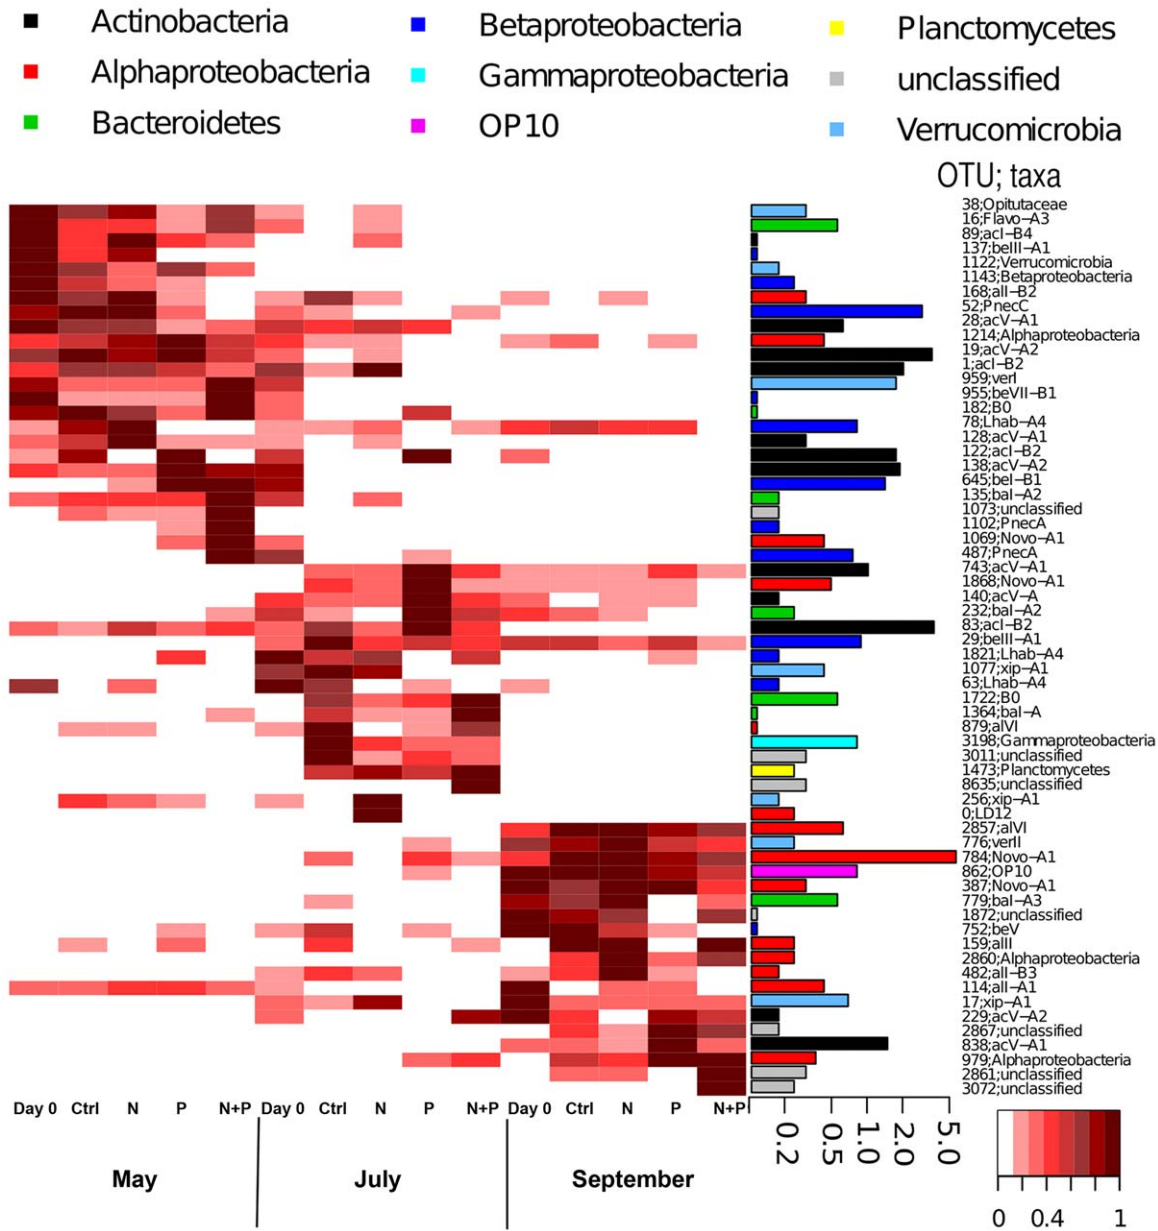 Actinobacteria
Betaproteobacteria
Planctomycetes
Alphaproteobacteria
Gammaproteobacteria
unclassified
Bacteroidetes
OP10
Verrucomicrobia
OTU; taxa
38;Opitutaceae
16;Flavo−A3
89;acI−B4
137;beIII−A1
1122;Verrucomicrobia
1143;Betaproteobacteria
168;alI−B2
52;PnecC
28;acV−A1
1214;Alphaproteobacteria
19;acV−A2
1;acI−B2
959;verI
955;beVII−B1
182;B0
78;Lhab−A4
128;acV−A1
122;acI−B2
138;acV−A2
645;beI−B1
135;baI−A2
1073;unclassified
1102;PnecA
1069;Novo−A1
487;PnecA
743;acV−A1
1868;Novo−A1
140;acV−A
232;baI−A2
83;acI−B2
29;beIII−A1
1821;Lhab−A4
1077;xip−A1
63;Lhab−A4
1722;B0
1364;baI−A
879;alVI
3198;Gammaproteobacteria
3011;unclassified
1473;Planctomycetes
8635;unclassified
256;xip−A1
0;LD12
2857;alVI
776;verII
784;Novo−A1
862;OP10
387;Novo−A1
779;baI−A3
1872;unclassified
752;beV
159;alII
2860;Alphaproteobacteria
482;alI−B3
114;alI−A1
17;xip−A1
229;acV−A2
2867;unclassified
838;acV−A1
979;Alphaproteobacteria
2861;unclassified
3072;unclassified
Day 0 Ctrl N P N+P Day 0 Ctrl N P N+P Day 0 Ctrl N P N+P
0.2 0.5 1.0 2.0 5.0
May July September
0 0.4 1